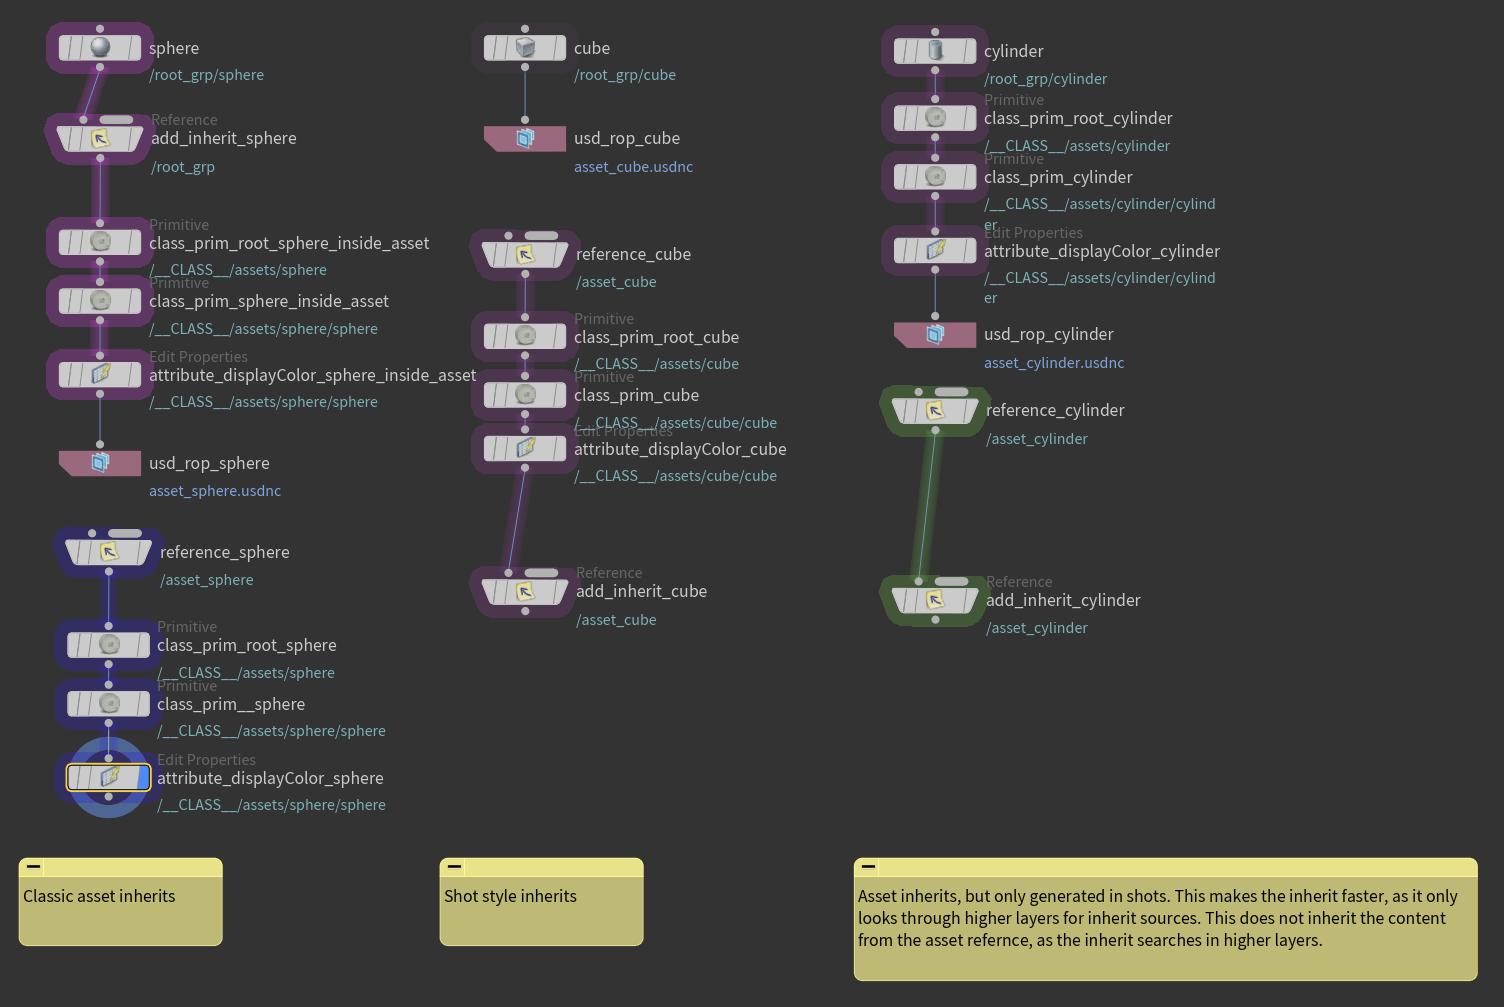 sphere
/root_grp/sphere
Reference
add_inherit_sphere
/root_grp
Primitive
class_prim_root_sphere_inside_asset
/__CLASS__/assets/sphere
Primitive
class_prim_sphere_inside_asset
/__CLASS__/assets/sphere/sphere
Edit Properties
attribute_displayColor_sphere_inside_asset
/__CLASS__/assets/sphere/sphere
usd_rop_sphere
asset_sphere.usdnc
reference_sphere
/asset_sphere
Primitive
class_prim_root_sphere
/__CLASS__/assets/sphere
Primitive
class_prim__sphere
/__CLASS__/assets/sphere/sphere
Edit Properties
attribute_displayColor_sphere
/__CLASS__/assets/sphere/sphere
Classic asset inherits
cube
/root_grp/cube
usd_rop_cube
asset_cube.usdnc
reference_cube
/asset_cube
Primitive
class_prim_root_cube
/__CLASS__/assets/cube
Primitive
class_prim_cube
/__CLASS__/assets/cube/cube
Edit Properties
attribute_displayColor_cube
/__CLASS__/assets/cube/cube
Reference
add_inherit_cube
/asset_cube
Shot style inherits
cylinder
/root_grp/cylinder
Primitive
class_prim_root_cylinder
/__CLASS__/assets/cylinder
Primitive
class_prim_cylinder
/__CLASS__/assets/cylinder/cylind
er
Edit Properties
attribute_displayColor_cylinder
/__CLASS__/assets/cylinder/cylind
er
usd_rop_cylinder
asset_cylinder.usdnc
reference_cylinder
/asset_cylinder
Reference
add_inherit_cylinder
/asset_cylinder
Asset inherits, but only generated in shots. This makes the inherit faster, as it only
looks through higher layers for inherit sources. This does not inherit the content
from the asset refernce, as the inherit searches in higher layers.